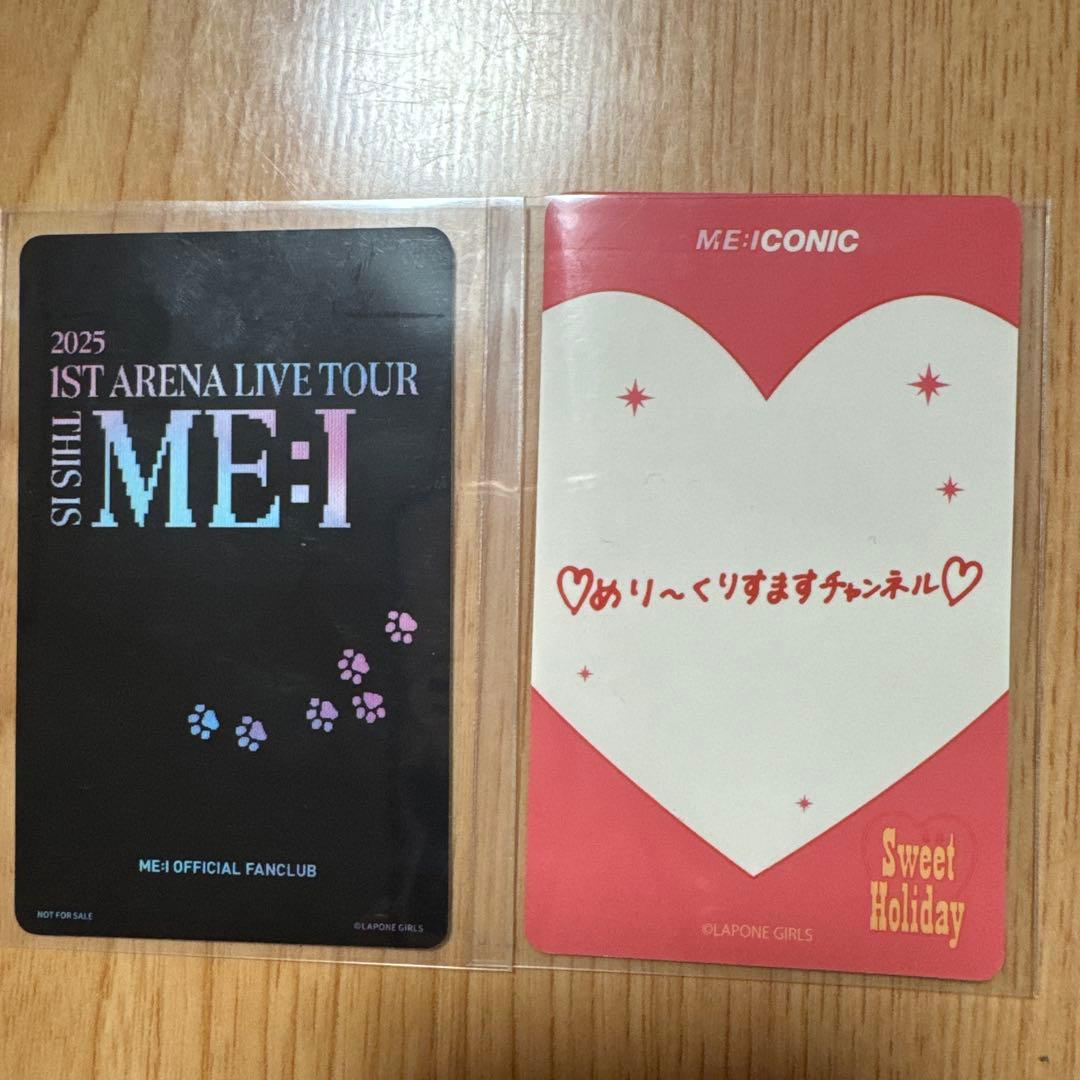 2025
1ST ARENA LIVE TOUR
THIS IS
ME:I
ME:I OFFICIAL FANCLUB
NOT FOR SALE
©LAPONE GIRLS
ME:ICONIC
♡めり〜くりすますチャンネル♡
Sweet
Holiday
©LAPONE GIRLS